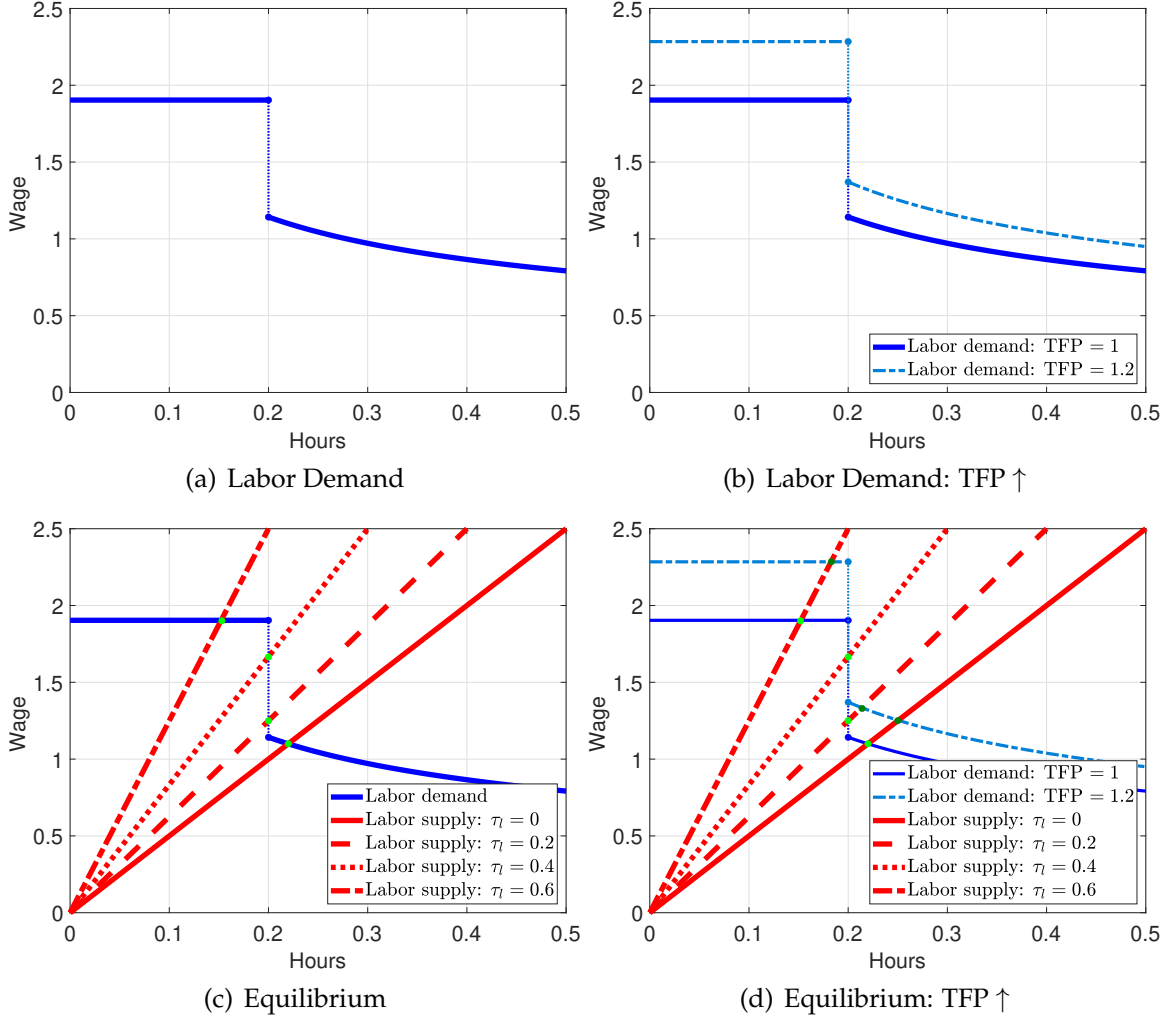 2.5
2
1.5
1
0.5
0
Wage
0 0.1 0.2 0.3 0.4 0.5
Hours
(a) Labor Demand
2.5
2
1.5
1
0.5
0
Wage
Labor demand: TFP = 1
Labor demand: TFP = 1.2
0 0.1 0.2 0.3 0.4 0.5
Hours
(b) Labor Demand: TFP ↑
2.5
2
1.5
1
0.5
0
Wage
Labor demand
Labor supply: τl = 0
Labor supply: τl = 0.2
Labor supply: τl = 0.4
Labor supply: τl = 0.6
0 0.1 0.2 0.3 0.4 0.5
Hours
(c) Equilibrium
2.5
2
1.5
1
0.5
0
Wage
Labor demand: TFP = 1
Labor demand: TFP = 1.2
Labor supply: τl = 0
Labor supply: τl = 0.2
Labor supply: τl = 0.4
Labor supply: τl = 0.6
0 0.1 0.2 0.3 0.4 0.5
Hours
(d) Equilibrium: TFP ↑